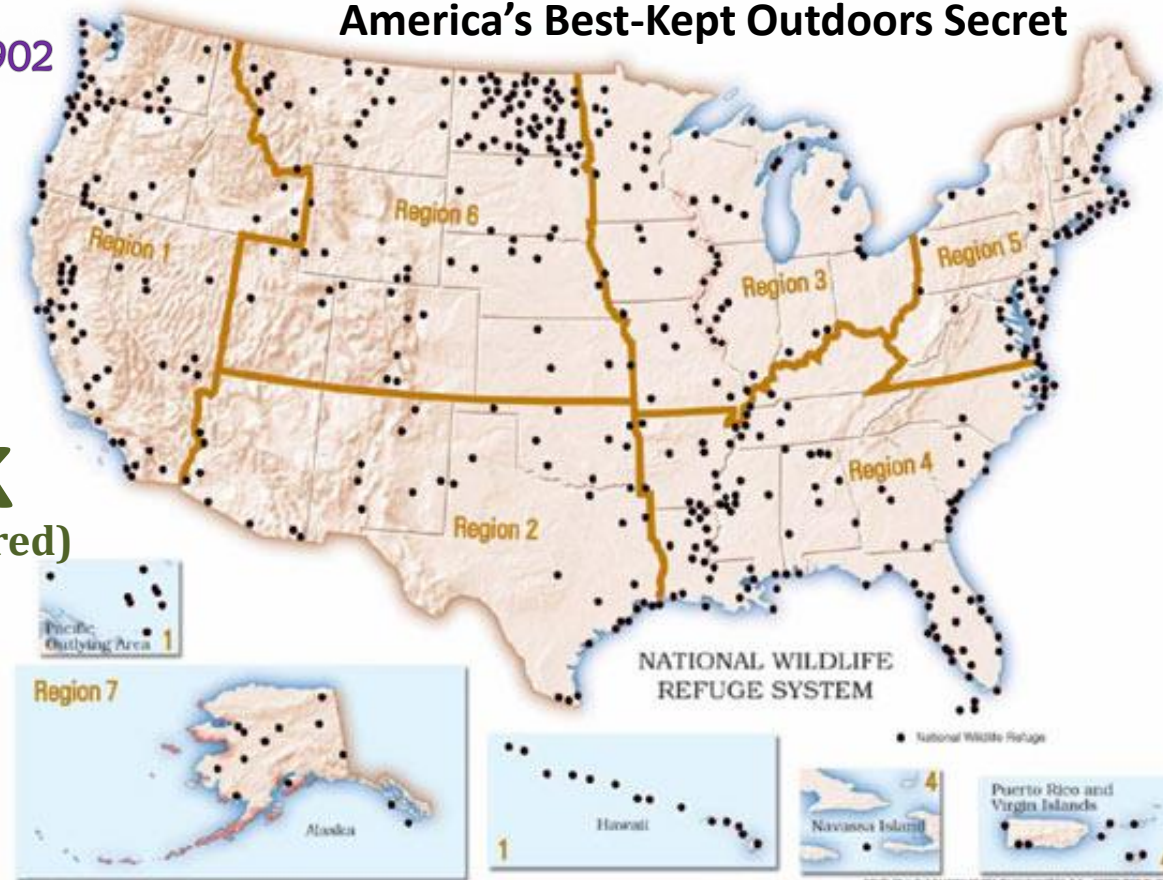 America's Best-Kept Outdoors Secret
902
Region 1
Region 6
Region 3
Region 5
Region 4
Region 2
red)
Pacific
Outlying Area 1
Region 7
Alaska
NATIONAL WILDLIFE
REFUGE SYSTEM
National Wildlife Refuge
Hawaii
1
4
Navassa Island
Puerto Rico and
Virgin Islands